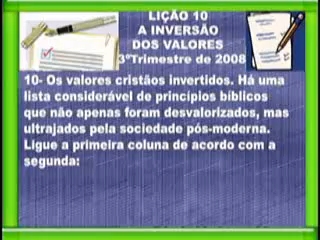 LIÇÃO 10
A INVERSÃO
DOS VALORES
3ºTrimestre de 2008
10- Os valores cristãos invertidos. Há uma
lista considerável de princípios bíblicos
que não apenas foram desvalorizados, mas
ultrajados pela sociedade pós-moderna.
Ligue a primeira coluna de acordo com a
segunda: